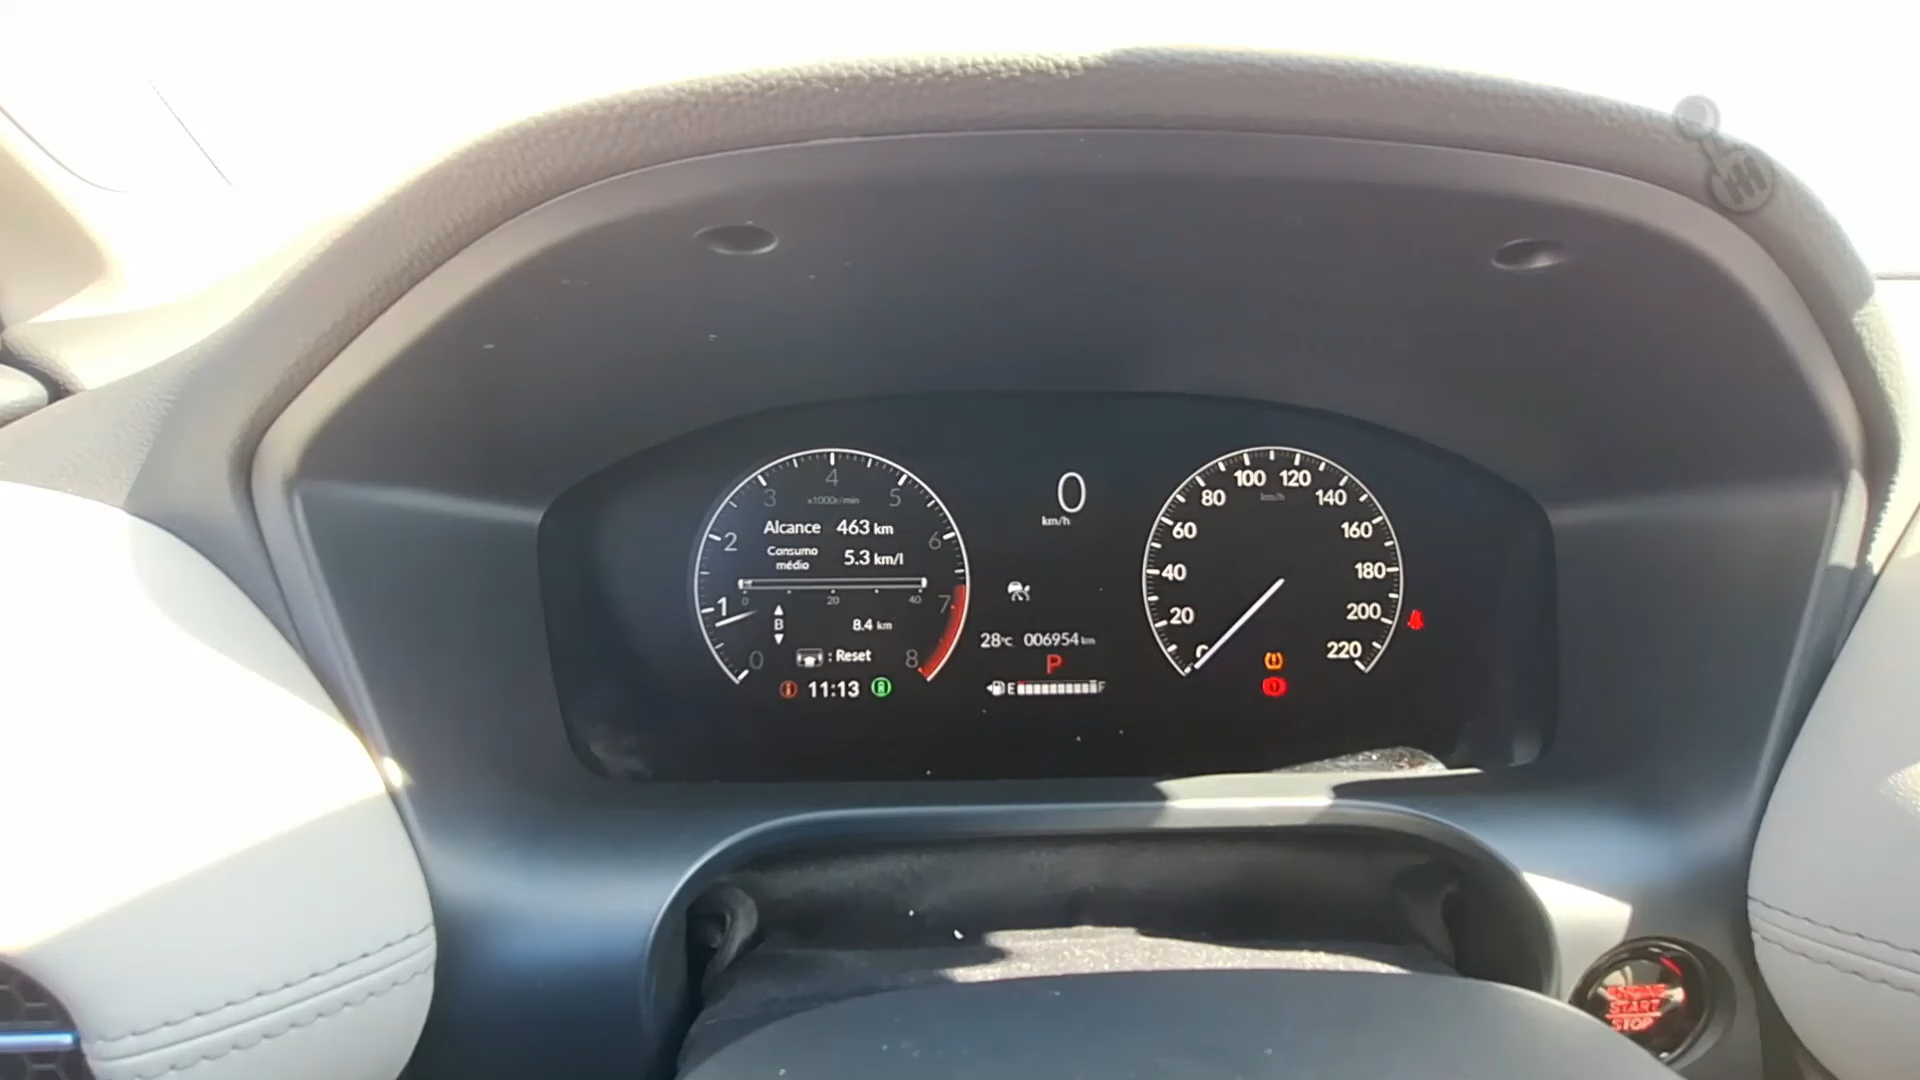 4
3
5
x1000r/min
2
6
Alcance 463 km
Consumo
médio
5.3 km/l
0 20 40
1
7
B
8.4 km
: Reset
0
8
11:13
0
km/h
28°C 006954 km
P
E F
100 120
80 140
km/h
60 160
40 180
20 200
0 220
ENGINE
START
STOP